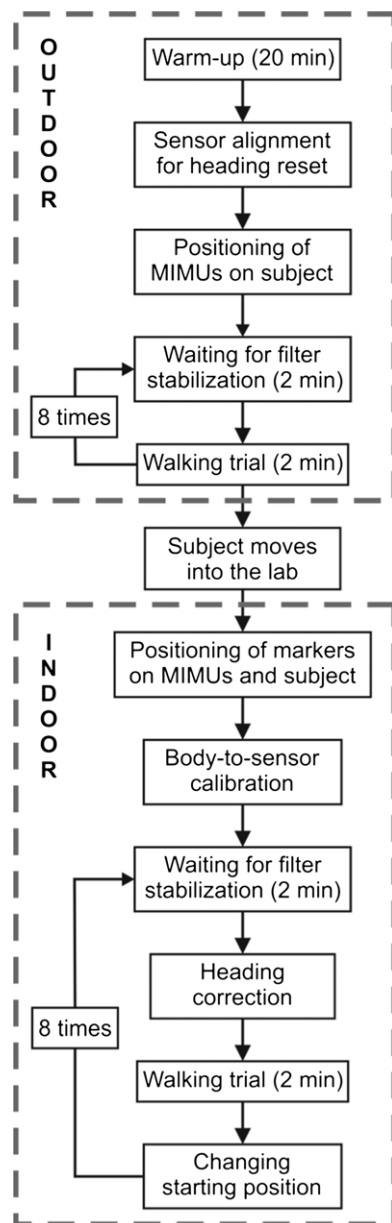 OUTDOOR
Warm-up (20 min)
Sensor alignment
for heading reset
Positioning of
MIMUs on subject
Waiting for filter
stabilization (2 min)
8 times
Walking trial (2 min)
Subject moves
into the lab
INDOOR
Positioning of markers
on MIMUs and subject
Body-to-sensor
calibration
Waiting for filter
stabilization (2 min)
Heading
correction
8 times
Walking trial (2 min)
Changing
starting position